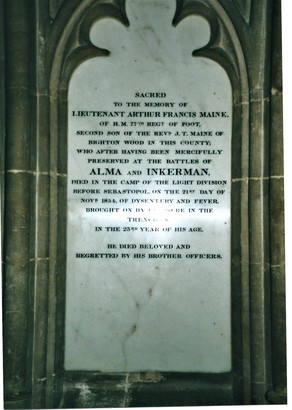 SACRED
TO THE MEMORY OF
LIEUTENANT ARTHUR FRANCIS MAINE,
OF H.M. 77TH REGT OF FOOT,
SECOND SON OF THE REVD J.T. MAINE OF
BIGHTON WOOD IN THIS COUNTY;
WHO AFTER HAVING BEEN MERCIFULLY
PRESERVED AT THE BATTLES OF
ALMA AND INKERMAN,
DIED IN THE CAMP OF THE LIGHT DIVISION
BEFORE SEBASTOPOL ON THE 21ST DAY OF
NOVR 1854, OF DYSENTERY AND FEVER,
BROUGHT ON BY IN THE
IN THE 25RD YEAR OF HIS AGE.
HE DIED BELOVED AND
REGRETTED BY HIS BROTHER OFFICERS.